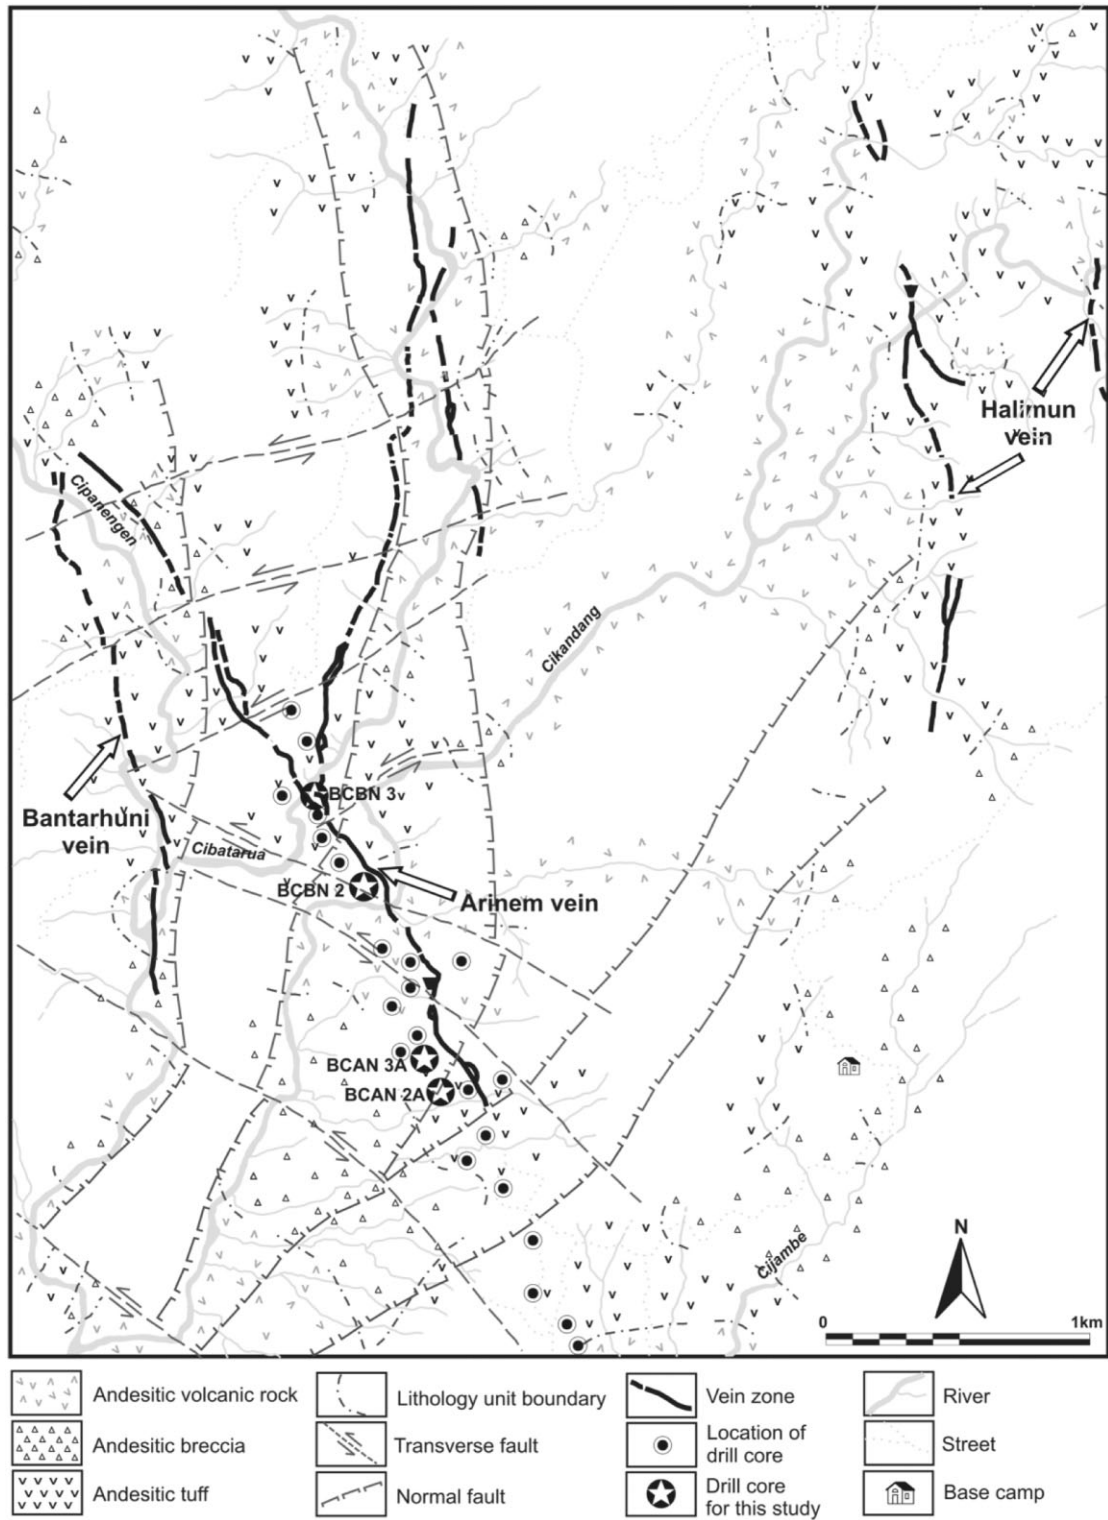 Halimun
vein
Cipanengen
Cikandang
Bantarhuni
vein
BCBN 3
Cibatarua
BCBN 2
Arinem vein
BCAN 3A
BCAN 2A
Cijambe
N
0 1km
Andesitic volcanic rock
Andesitic breccia
Andesitic tuff
Lithology unit boundary
Transverse fault
Normal fault
Vein zone
Location of
drill core
Drill core
for this study
River
Street
Base camp